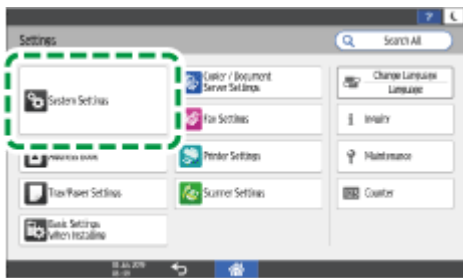 ?
Settings
Search All
System Settings
Copier / Document
Server Settings
Change Language
Language
Fax Settings
Inquiry
Address Book
Printer Settings
Maintenance
Tray/Paper Settings
Scanner Settings
Counter
Basic Settings
When Installing